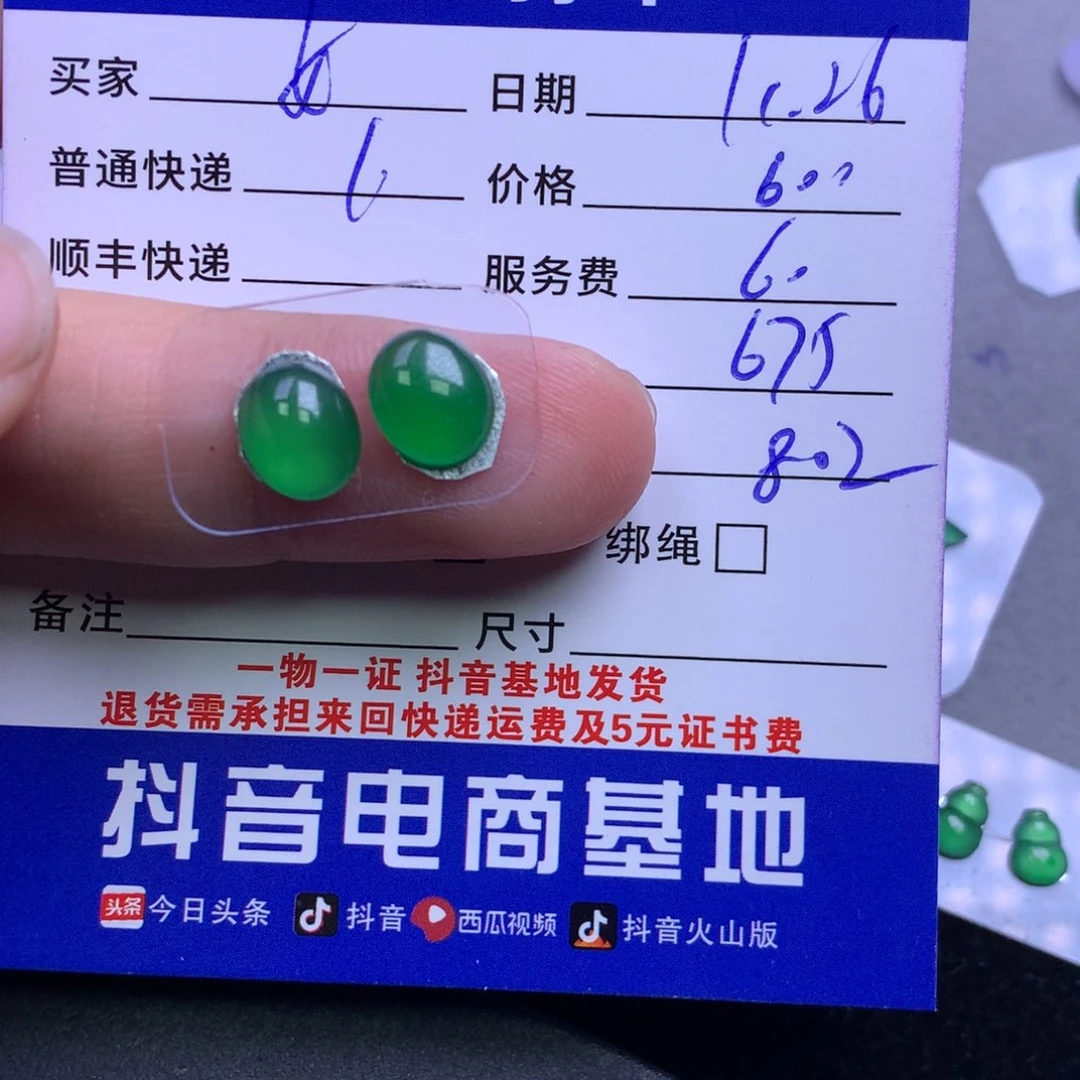 买家 日期 11.26
普通快递 价格 600
顺丰快递 服务费 60
675
802
绑绳
备注 尺寸
一物一证 抖音基地发货
退货需承担来回快递运费及5元证书费
抖音电商基地
头条 今日头条 抖音 西瓜视频 抖音火山版